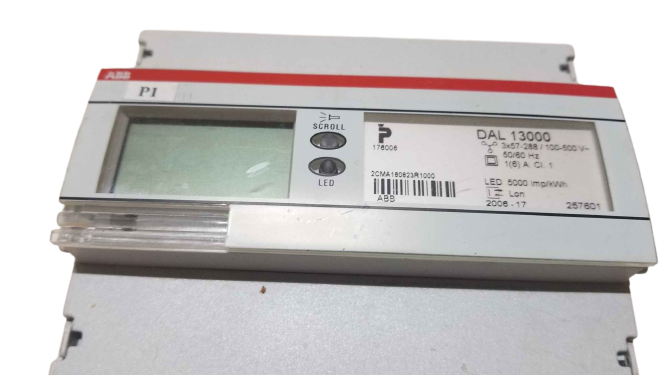 ABB
P1
SCROLL
LED
P
176006
2CMA180823R1000
ABB
DAL 13000
3x57-288 / 100-500 V~
50/60 Hz
1(6) A Cl. 1
LED 5000 imp/kWh
Lon
2006-17
257601